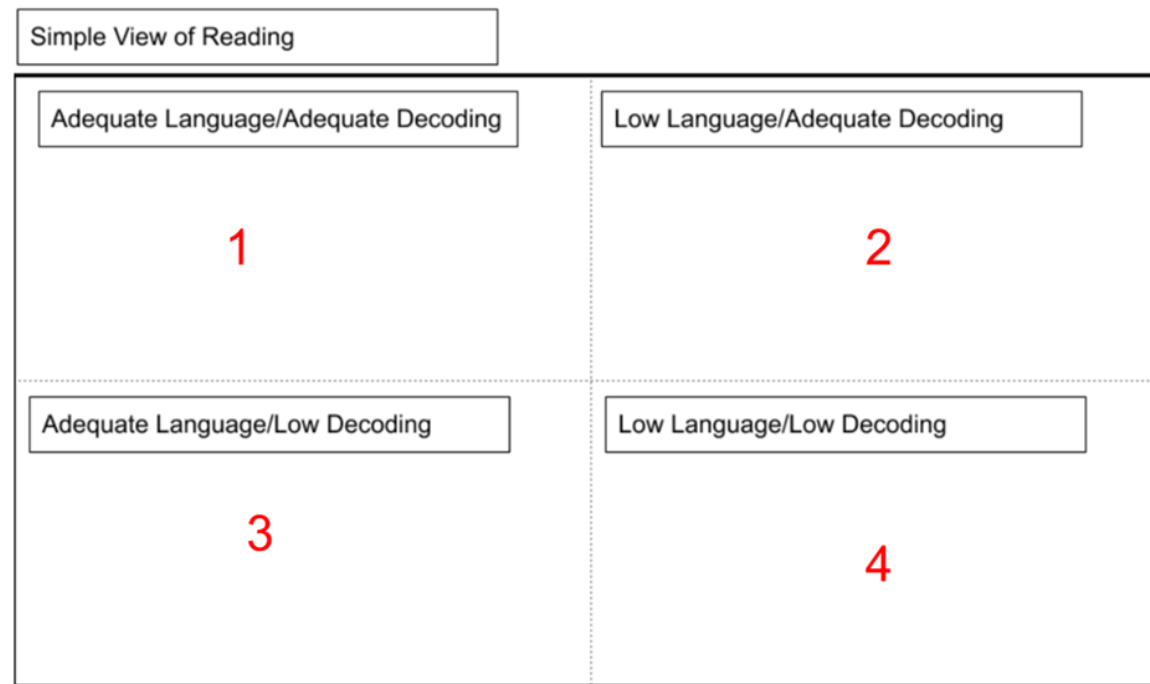 Simple View of Reading
Adequate Language/Adequate Decoding
Low Language/Adequate Decoding
1
2
Adequate Language/Low Decoding
Low Language/Low Decoding
3
4